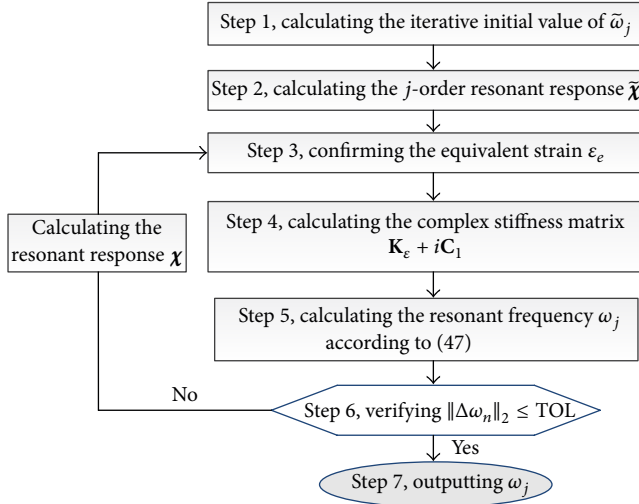 Step 1, calculating the iterative initial value of ω̃ⱼ
Step 2, calculating the j-order resonant response χ̃
Step 3, confirming the equivalent strain εₑ
Calculating the
resonant response χ
Step 4, calculating the complex stiffness matrix
K_ε + iC₁
Step 5, calculating the resonant frequency ωⱼ
according to (47)
No
Step 6, verifying ‖Δωₙ‖₂ ≤ TOL
Yes
Step 7, outputting ωⱼ